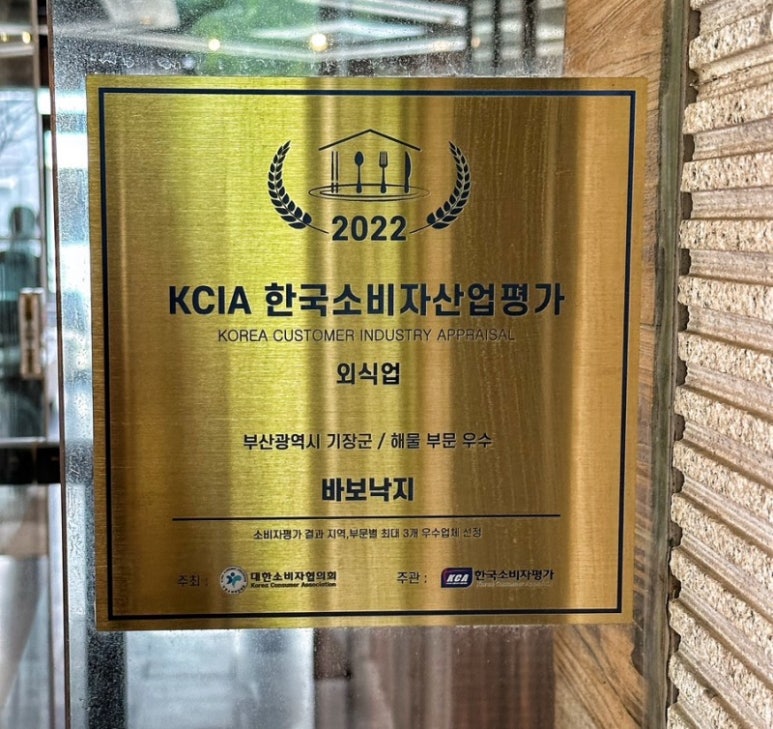 2022
KCIA 한국소비자산업평가
KOREA CUSTOMER INDUSTRY APPRAISAL
외식업
부산광역시 기장군 / 해물 부문 우수
바보낙지
소비자평가 결과 지역,부문별 최대 3개 우수업체 선정
주최 : 대한소비자협의회 주관 : KCA 한국소비자평가
Korea Consumer Association